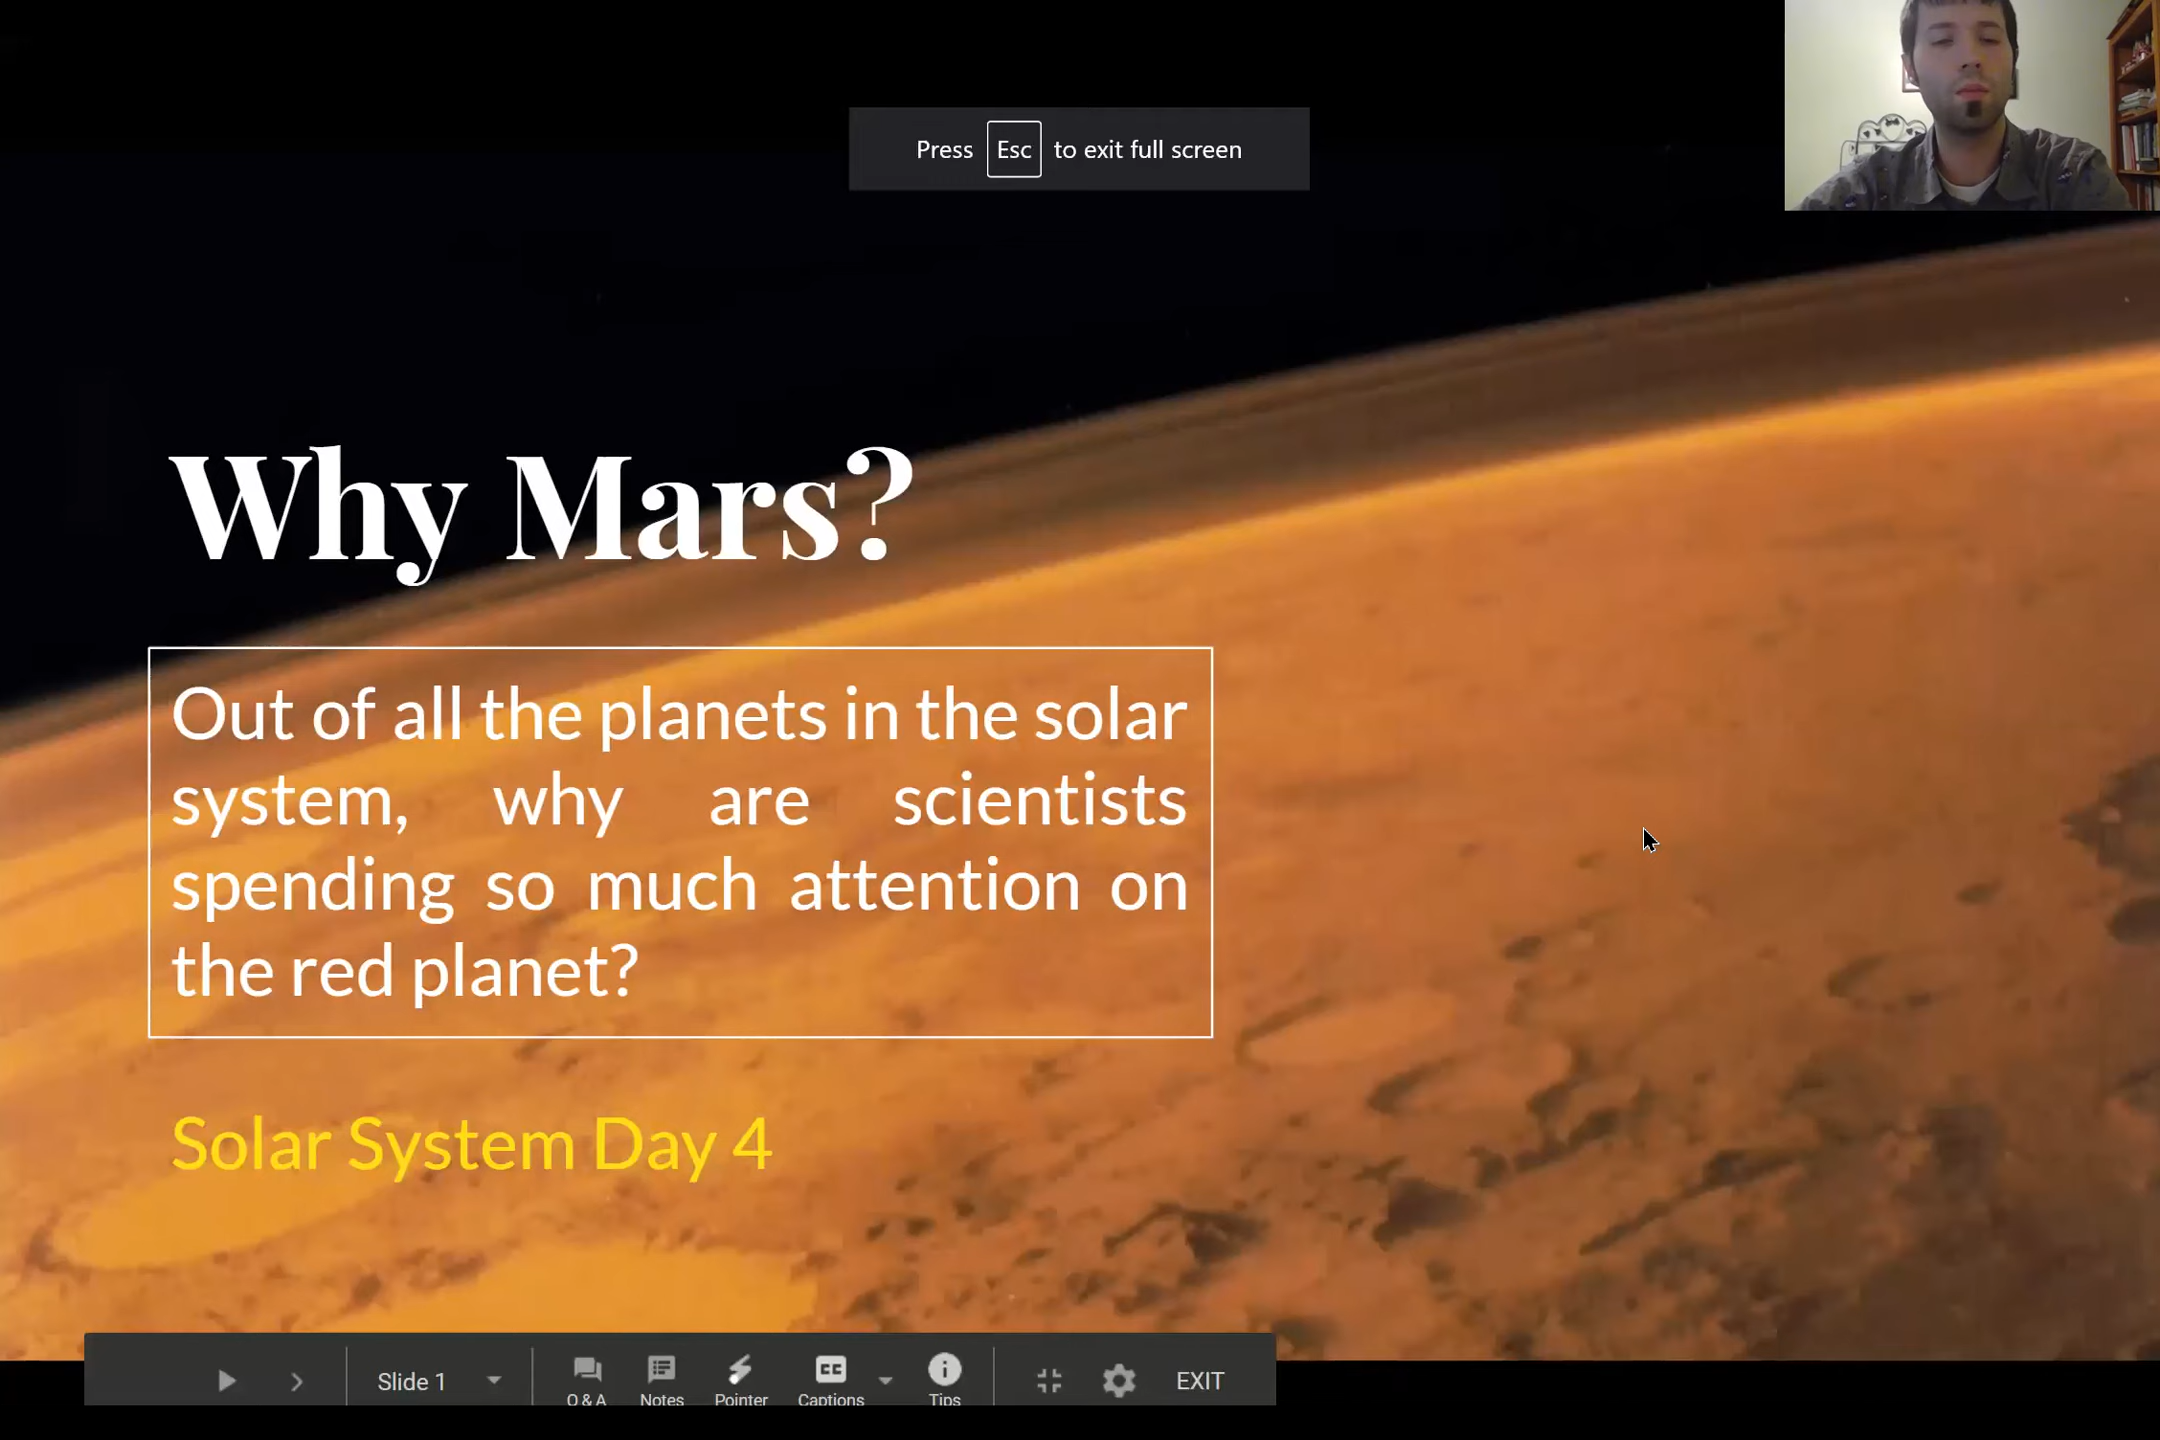 Press Esc to exit full screen
Why Mars?
Out of all the planets in the solar
system, why are scientists
spending so much attention on
the red planet?
Solar System Day 4
Slide 1
Q & A
Notes
Pointer
CC
Captions
Tips
EXIT